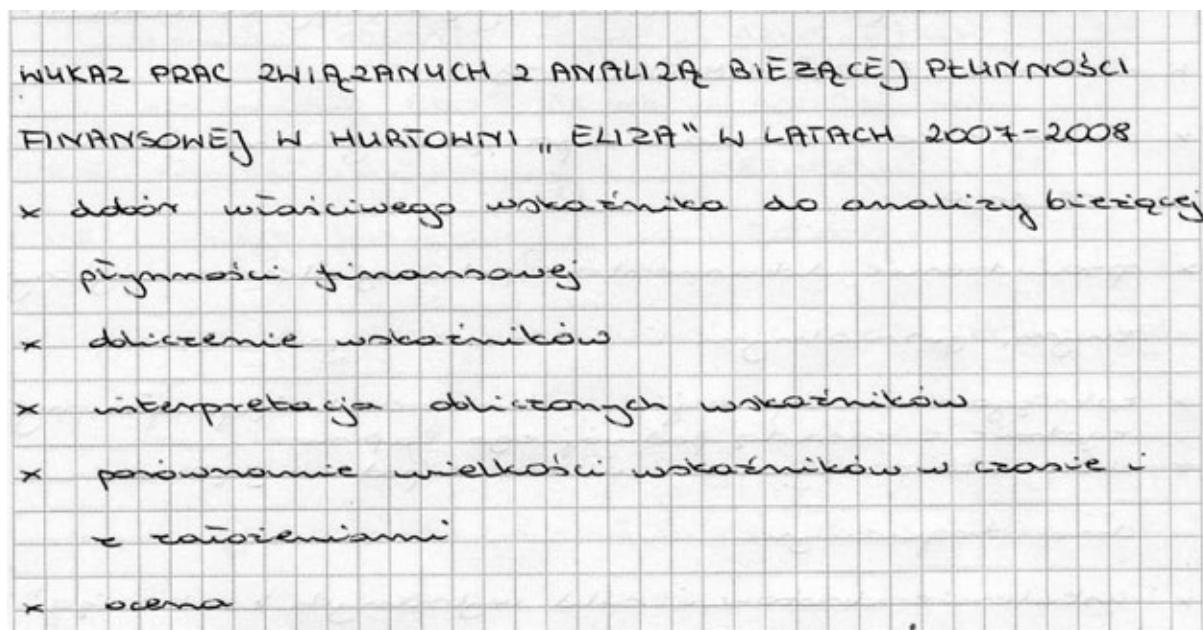 WYKAZ PRAC ZWIĄZANYCH Z ANALIZĄ BIEŻĄCEJ PŁYNNOŚCI
FINANSOWEJ W HURTOWNI „ELIZA" W LATACH 2007-2008
x dobór właściwego wskaźnika do analizy bieżącej
płynności finansowej
x obliczenie wskaźników
x interpretacja obliczonych wskaźników
x porównanie wielkości wskaźników w czasie i
z założeniami
x ocena